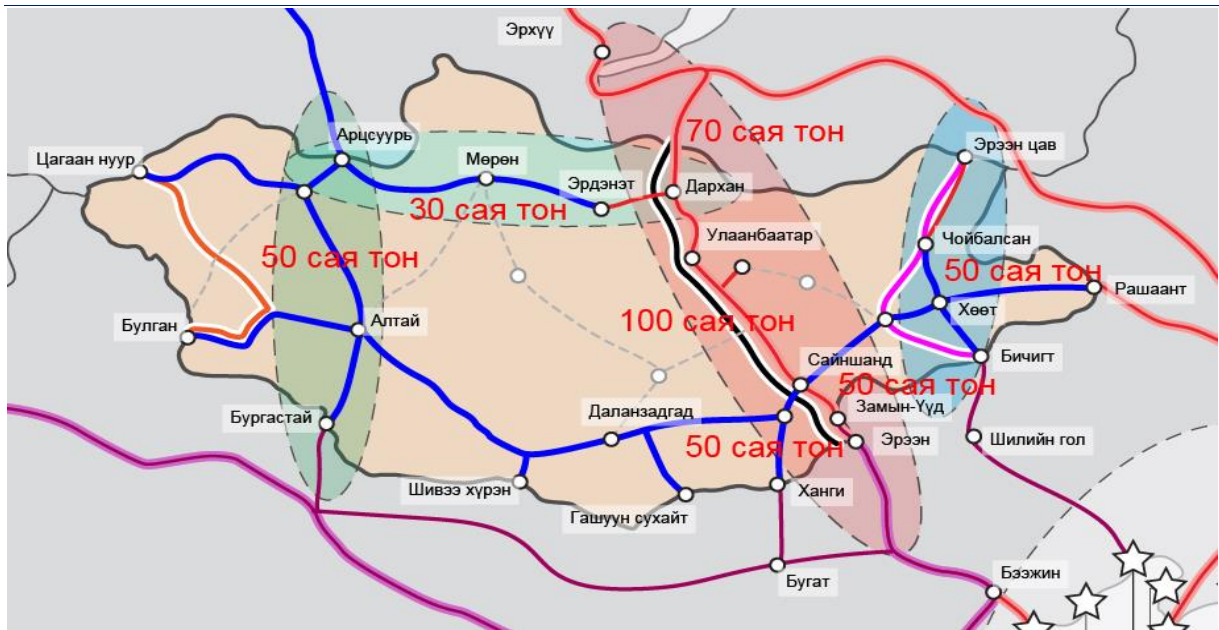 Эрхүү
70 сая тон
Арцсуурь
Эрээн цав
Цагаан нуур
Мөрөн
Эрдэнэт
Дархан
30 сая тон
Улаанбаатар
Чойбалсан
50 сая тон
50 сая тон
Рашаант
Хөөт
Булган
Алтай
100 сая тон
Бичигт
Сайншанд
50 сая тон
Бургастай
Даланзадгад
Замын-Үүд
50 сая тон
Эрээн
Шилийн гол
Шивээ хүрэн
Гашуун сухайт
Ханги
Бугат
Бээжин